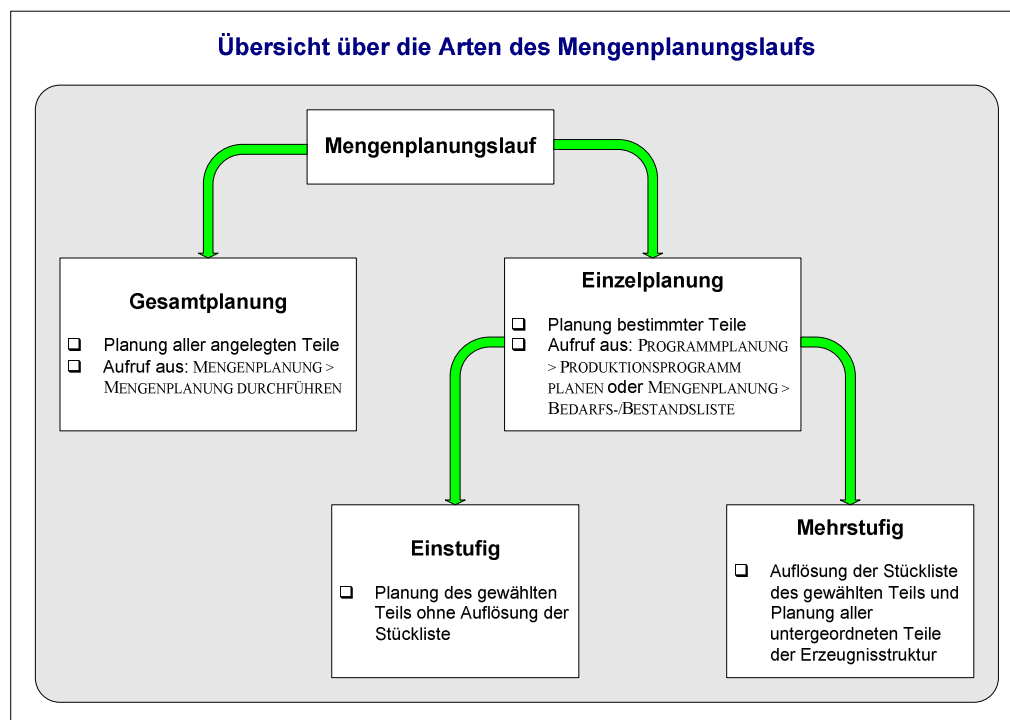 Übersicht über die Arten des Mengenplanungslaufs
Mengenplanungslauf
Gesamtplanung
Planung aller angelegten Teile
Aufruf aus: MENGENPLANUNG >
MENGENPLANUNG DURCHFÜHREN
Einzelplanung
Planung bestimmter Teile
Aufruf aus: PROGRAMMPLANUNG
> PRODUKTIONSPROGRAMM
PLANEN oder MENGENPLANUNG >
BEDARFS-/BESTANDSLISTE
Einstufig
Planung des gewählten
Teils ohne Auflösung der
Stückliste
Mehrstufig
Auflösung der Stückliste
des gewählten Teils und
Planung aller
untergeordneten Teile
der Erzeugnisstruktur